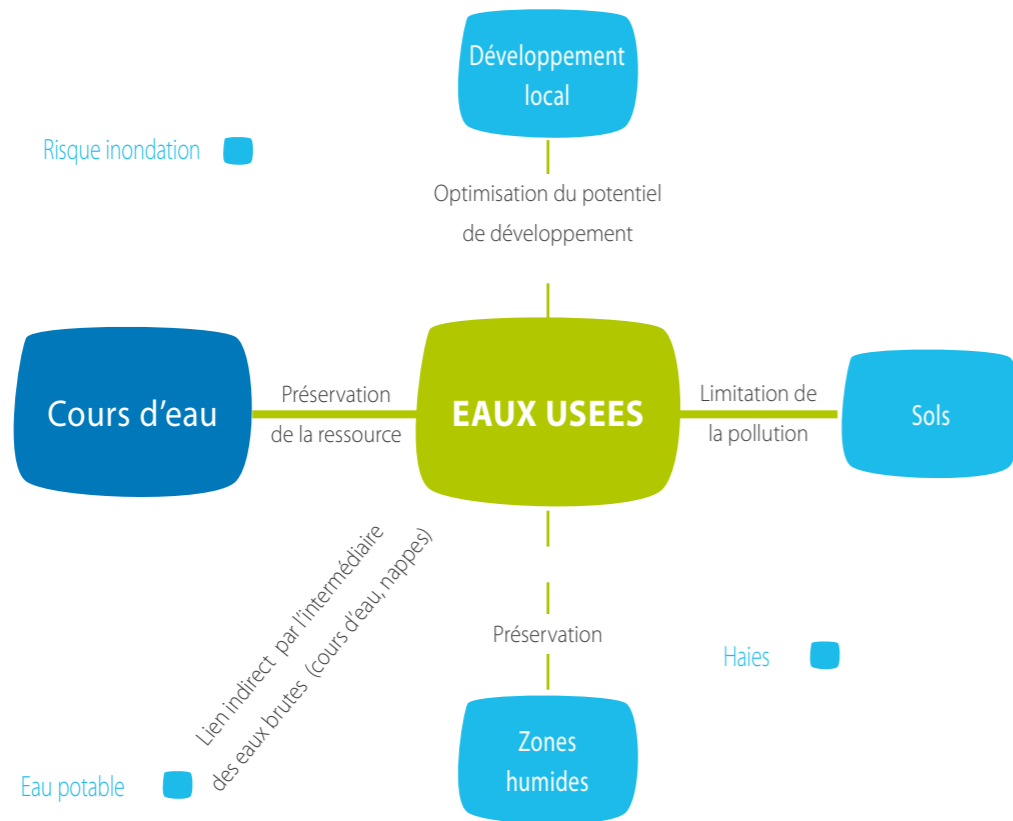 Développement
local
Risque inondation
Optimisation du potentiel
de développement
Cours d’eau
Préservation
de la ressource
EAUX USEES
Limitation de
la pollution
Sols
Lien indirect par l’intermédiaire
des eaux brutes (cours d’eau, nappes)
Préservation
Haies
Zones
humides
Eau potable